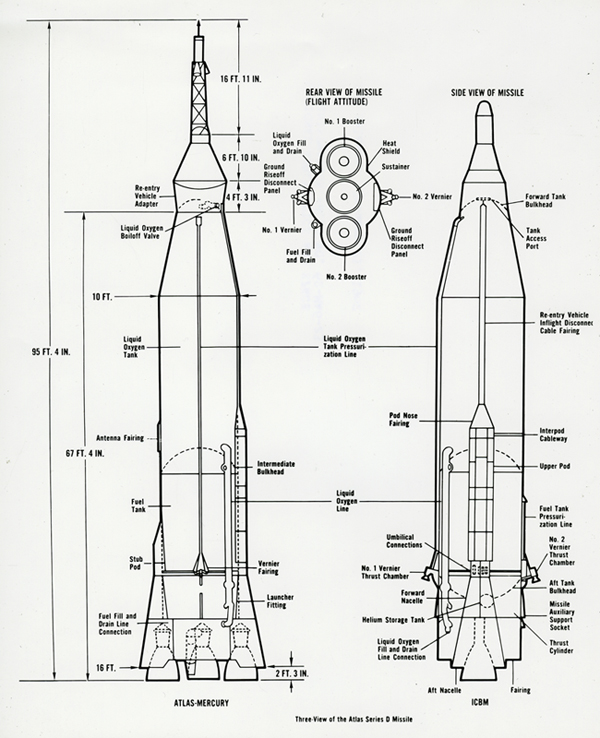 16 FT. 11 IN.
6 FT. 10 IN.
Re-entry
Vehicle
Adapter
4 FT. 3 IN.
Liquid Oxygen
Boiloff Valve
10 FT.
Liquid
Oxygen
Tank
95 FT. 4 IN.
Antenna Fairing
67 FT. 4 IN.
Intermediate
Bulkhead
Fuel
Tank
Stub
Pod
Vernier
Fairing
Launcher
Fitting
Fuel Fill and
Drain Line
Connection
16 FT.
2 FT. 3 IN.
ATLAS-MERCURY
REAR VIEW OF MISSILE
(FLIGHT ATTITUDE)
No. 1 Booster
Liquid
Oxygen Fill
and Drain
Heat
Shield
Ground
Riseoff
Disconnect
Panel
Sustainer
No. 1 Vernier
No. 2 Vernier
Fuel Fill
and Drain
Ground
Riseoff
Disconnect
Panel
No. 2 Booster
Liquid Oxygen
Tank Pressuri-
zation Line
Liquid
Oxygen
Line
SIDE VIEW OF MISSILE
Forward Tank
Bulkhead
Tank
Access
Port
Re-entry Vehicle
Inflight Disconnec
Cable Fairing
Pod Nose
Fairing
Interpod
Cableway
Upper Pod
Fuel Tank
Pressuri-
zation Line
Umbilical
Connections
No. 2
Vernier
Thrust
Chamber
No. 1 Vernier
Thrust Chamber
Aft Tank
Bulkhead
Forward
Nacelle
Missile
Auxiliary
Support
Socket
Helium Storage Tank
Liquid Oxygen
Fill and Drain
Line Connection
Thrust
Cylinder
Aft Nacelle
Fairing
ICBM
Three-View of the Atlas Series D Missile